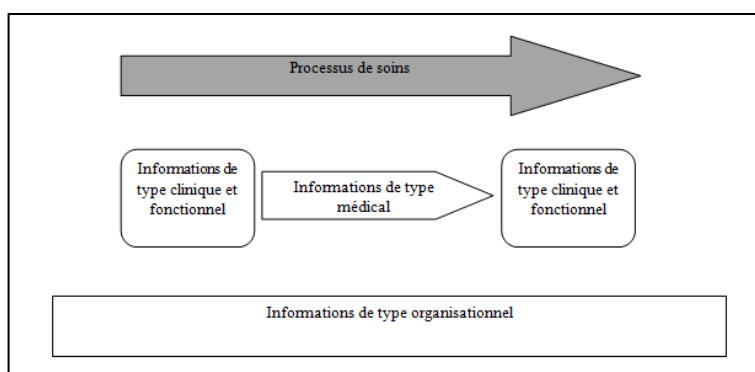 Processus de soins
Informations de
type clinique et
fonctionnel
Informations de type
médical
Informations de
type clinique et
fonctionnel
Informations de type organisationnel